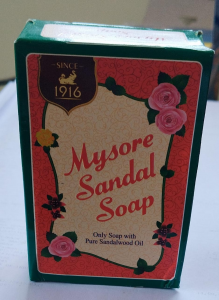 SINCE
1916
Mysore
Sandal
Soap
Only Soap with
Pure Sandalwood Oil